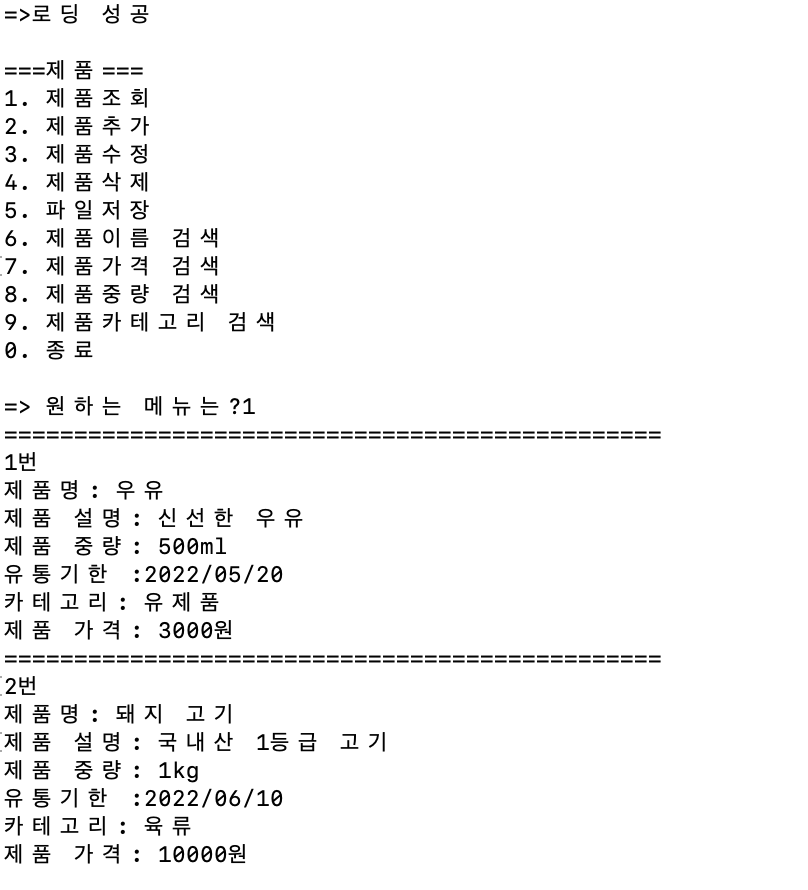 =>로딩 성공
===제품===
1. 제품조회
2. 제품추가
3. 제품수정
4. 제품삭제
5. 파일저장
6. 제품이름 검색
7. 제품가격 검색
8. 제품중량 검색
9. 제품카테고리 검색
0. 종료
=> 원하는 메뉴는?1
===============================================
1번
제품명: 우유
제품 설명: 신선한 우유
제품 중량: 500ml
유통기한 :2022/05/20
카테고리: 유제품
제품 가격: 3000원
===============================================
2번
제품명: 돼지 고기
제품 설명: 국내산 1등급 고기
제품 중량: 1kg
유통기한 :2022/06/10
카테고리: 육류
제품 가격: 10000원